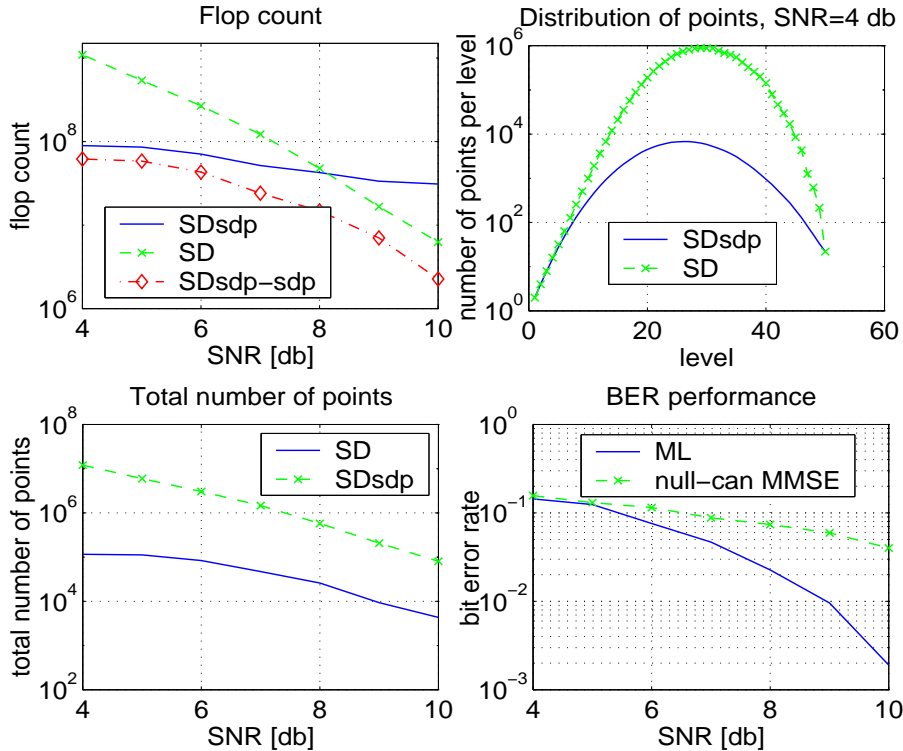 Flop count
10^8
10^6
flop count
SDsdp
SD
SDsdp-sdp
4
6
8
10
SNR [db]
Distribution of points, SNR=4 db
10^6
10^4
10^2
10^0
number of points per level
SDsdp
SD
0
20
40
60
level
Total number of points
10^8
10^6
10^4
10^2
total number of points
SD
SDsdp
4
6
8
10
SNR [db]
BER performance
10^0
10^-1
10^-2
10^-3
bit error rate
ML
null-can MMSE
4
5
6
7
8
9
10
SNR [db]